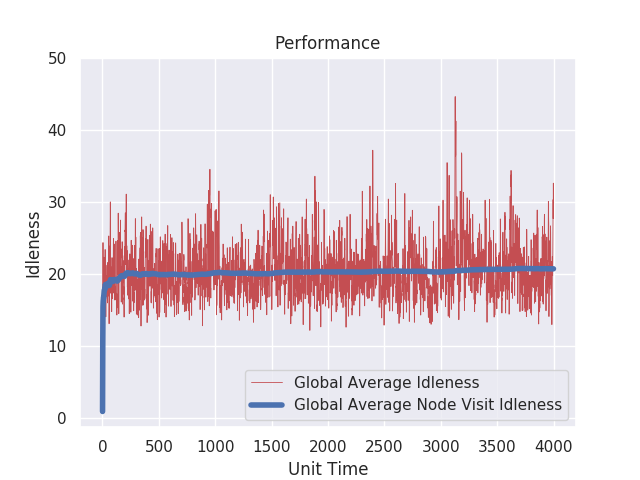 Performance
50
40
30
20
10
0
Idleness
Global Average Idleness
Global Average Node Visit Idleness
0 500 1000 1500 2000 2500 3000 3500 4000
Unit Time